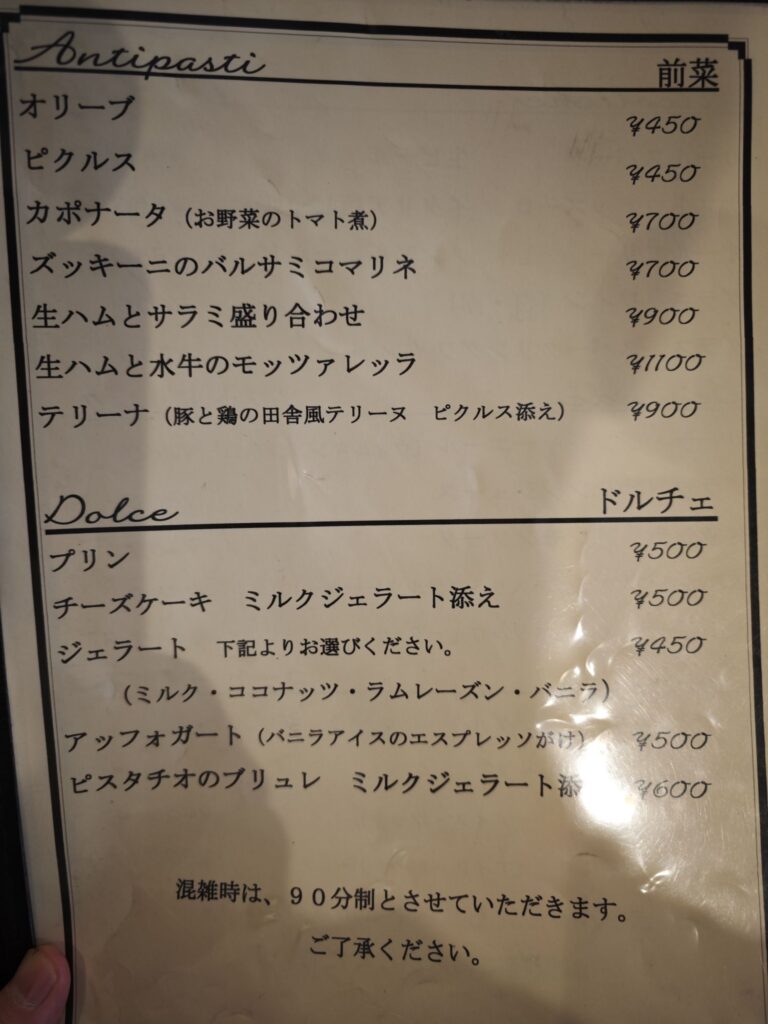 Antipasti 前菜
オリーブ ¥450
ピクルス ¥450
カポナータ（お野菜のトマト煮） ¥700
ズッキーニのバルサミコマリネ ¥700
生ハムとサラミ盛り合わせ ¥900
生ハムと水牛のモッツァレッラ ¥1100
テリーナ（豚と鶏の田舎風テリーヌ　ピクルス添え） ¥900
Dolce ドルチェ
プリン ¥500
チーズケーキ　ミルクジェラート添え ¥500
ジェラート　下記よりお選びください。 ¥450
（ミルク・ココナッツ・ラムレーズン・バニラ）
アッフォガート（バニラアイスのエスプレッソがけ） ¥500
ピスタチオのブリュレ　ミルクジェラート添 ¥600
混雑時は、９０分制とさせていただきます。
ご了承ください。